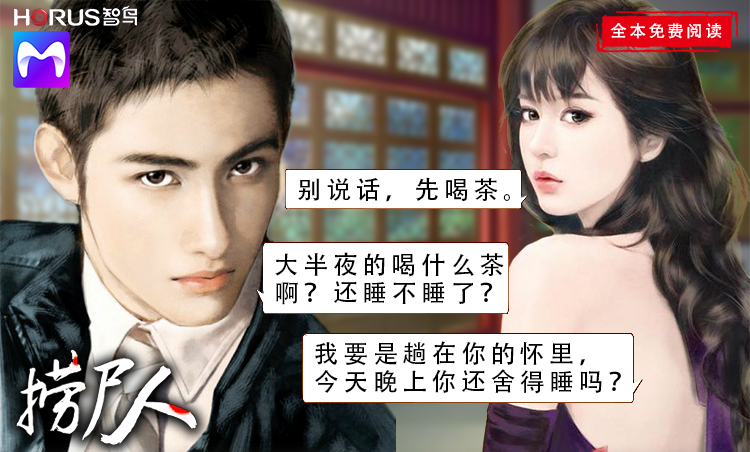 HORUS智鸟
全本免费阅读
别说话，先喝茶。
大半夜的喝什么茶
啊？还睡不睡了？
我要是趟在你的怀里，
今天晚上你还舍得睡吗？
捞尸人